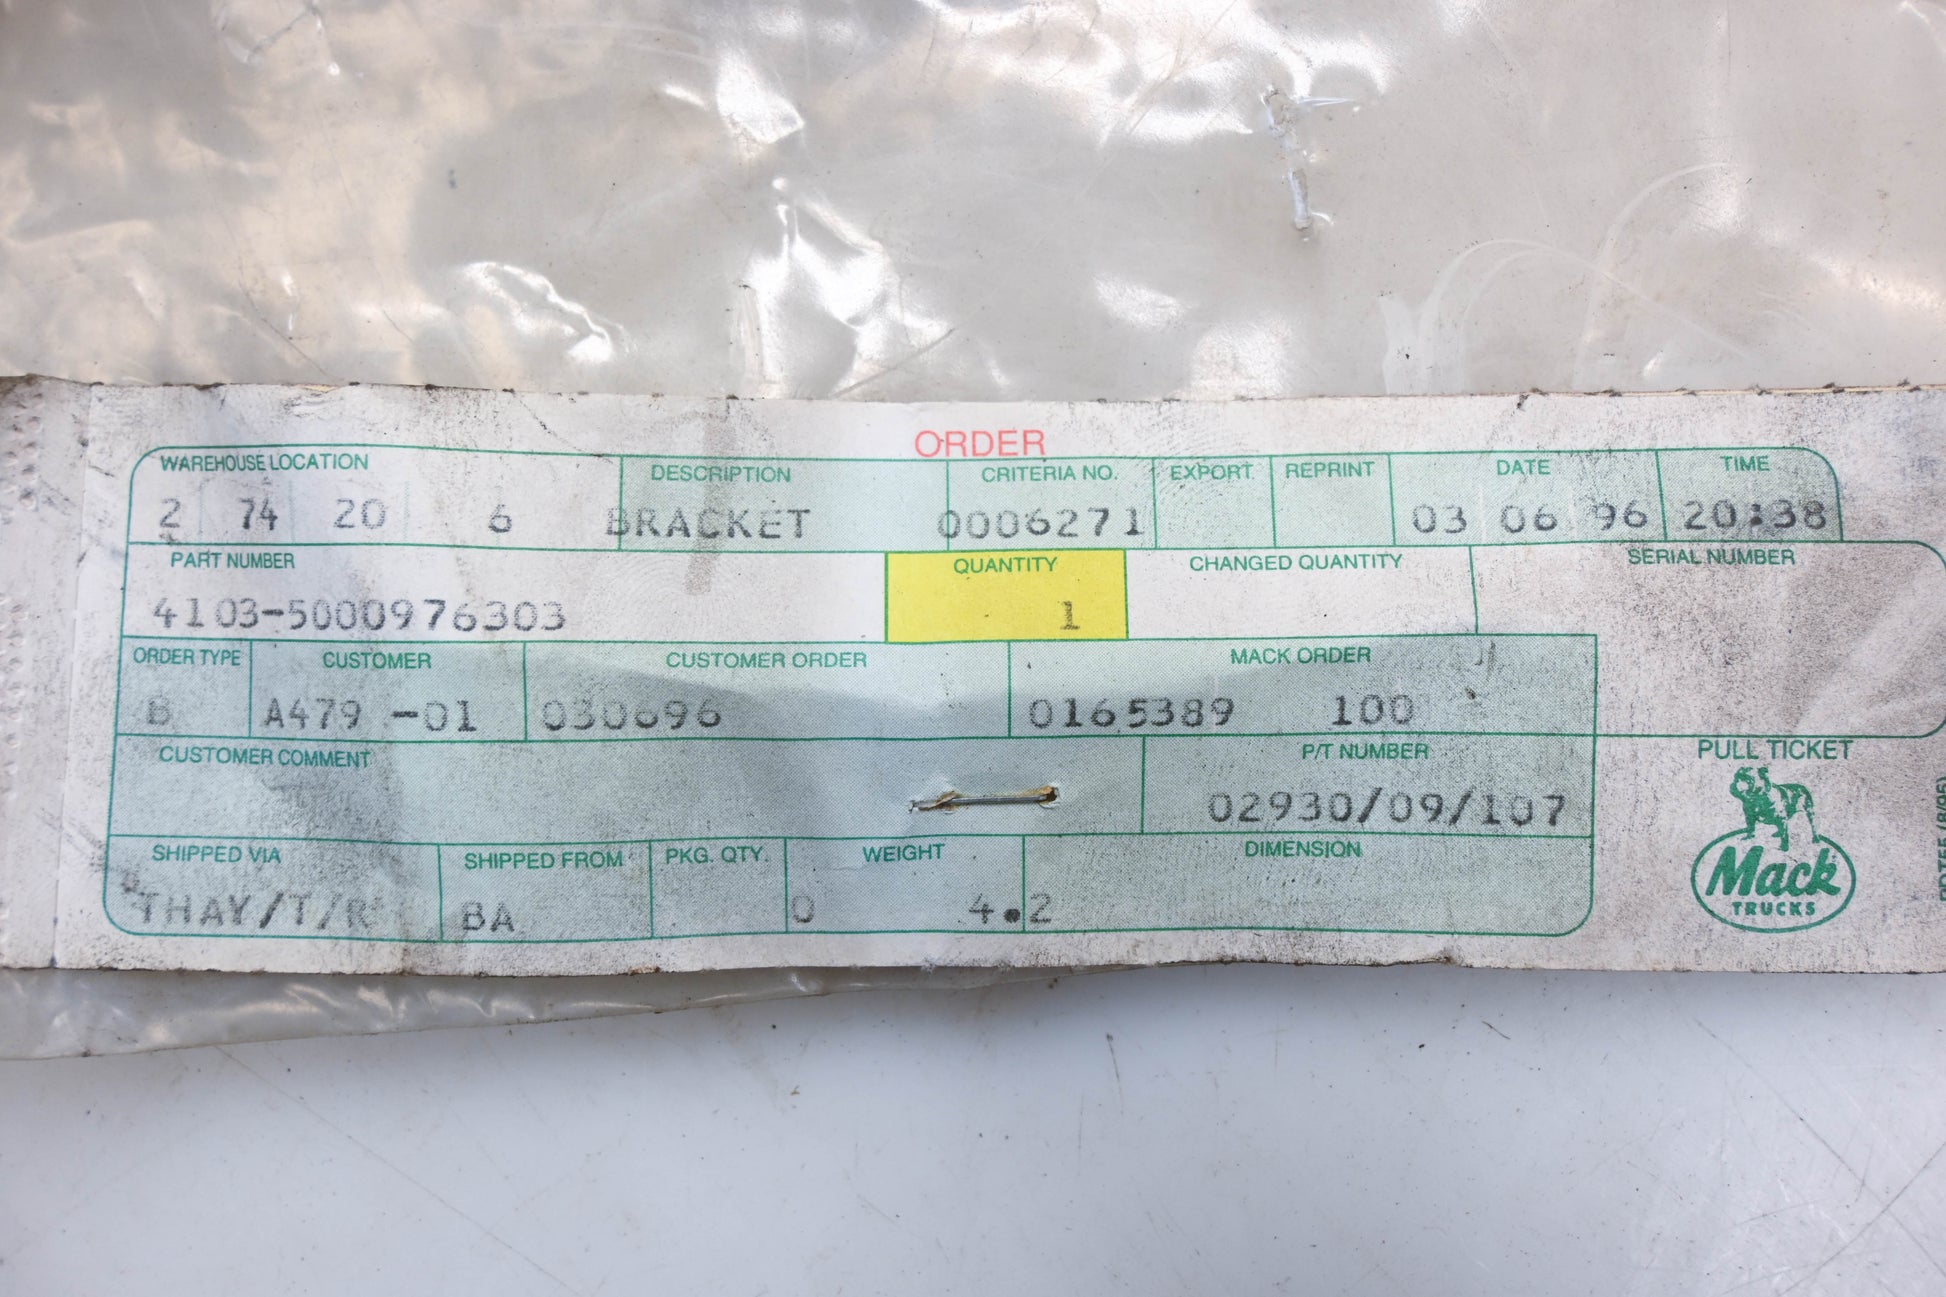 ORDER
WAREHOUSE LOCATION DESCRIPTION CRITERIA NO. EXPORT REPRINT DATE TIME
2 74 20 6 BRACKET 0006271 03 06 96 20:38
PART NUMBER QUANTITY CHANGED QUANTITY SERIAL NUMBER
4103-5000976303 1
ORDER TYPE CUSTOMER CUSTOMER ORDER MACK ORDER
B A479 -01 030696 0165389 100
CUSTOMER COMMENT P/T NUMBER PULL TICKET
02930/09/107
SHIPPED VIA SHIPPED FROM PKG. QTY. WEIGHT DIMENSION
THAY/T/R BA 0 4.2
Mack
TRUCKS